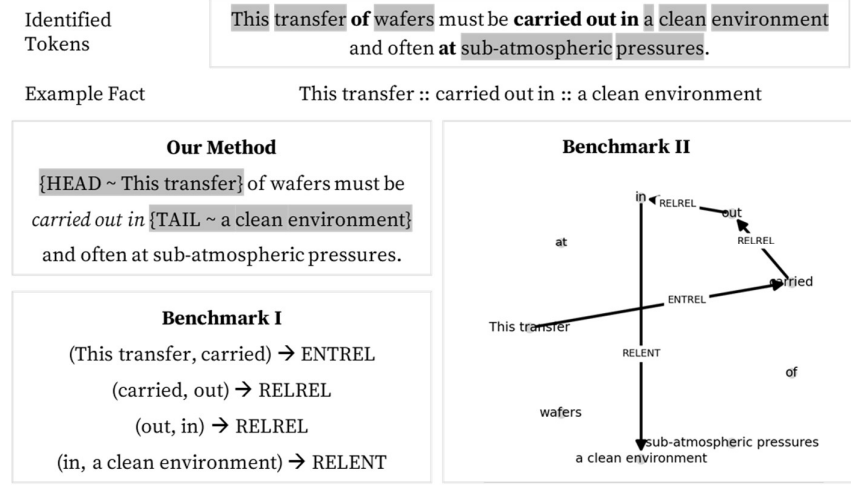 Identified
Tokens
This transfer of wafers must be carried out in a clean environment
and often at sub-atmospheric pressures.
Example Fact
This transfer :: carried out in :: a clean environment
Our Method
{HEAD ~ This transfer} of wafers must be
carried out in {TAIL ~ a clean environment}
and often at sub-atmospheric pressures.
Benchmark I
(This transfer, carried) → ENTREL
(carried, out) → RELREL
(out, in) → RELREL
(in, a clean environment) → RELENT
Benchmark II
in
RELREL
out
at
RELREL
carried
ENTREL
This transfer
RELENT
of
wafers
sub-atmospheric pressures
a clean environment